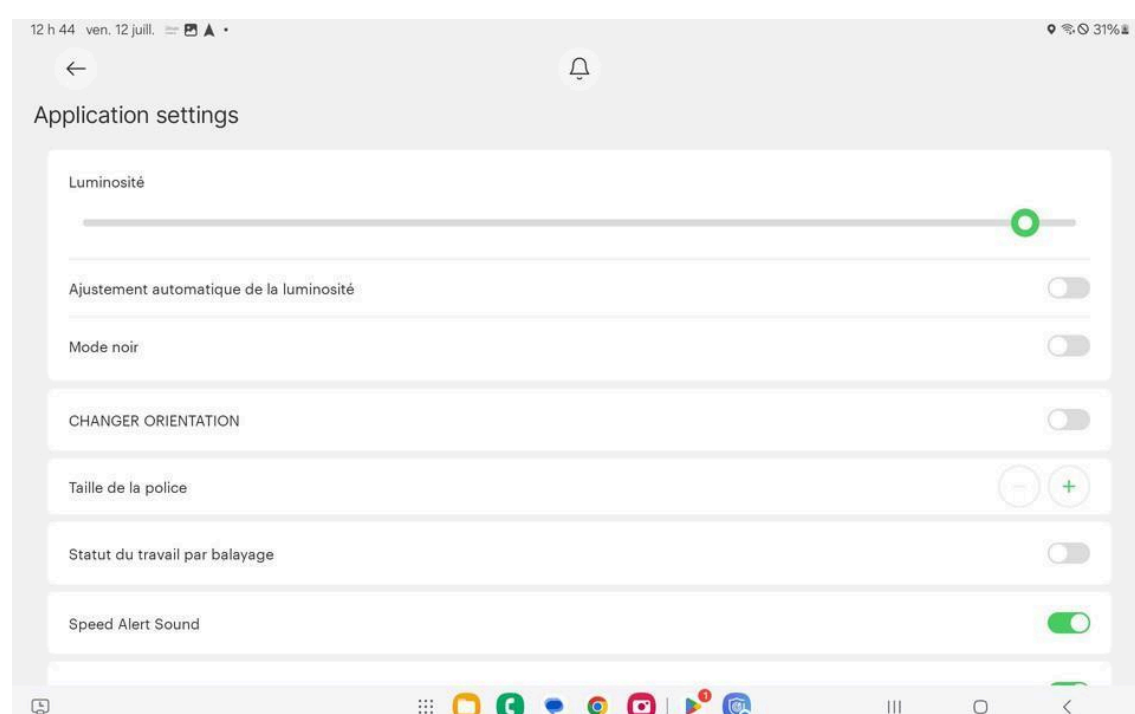 12 h 44 ven. 12 juill.
31%
Application settings
Luminosité
Ajustement automatique de la luminosité
Mode noir
CHANGER ORIENTATION
Taille de la police
Statut du travail par balayage
Speed Alert Sound
1